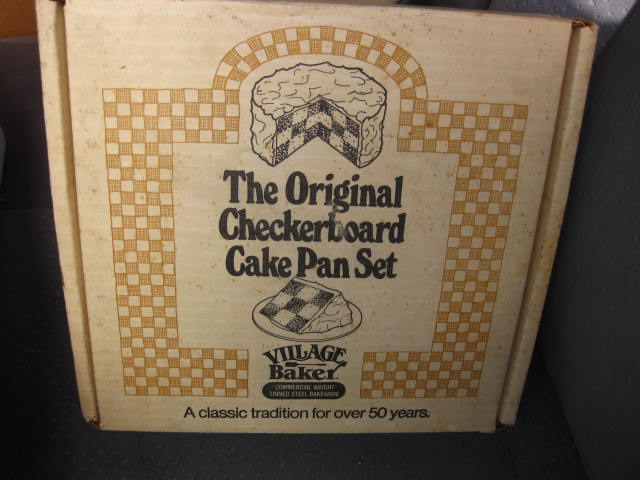 The Original
Checkerboard
Cake Pan Set
VILLAGE
Baker
COMMERCIAL WEIGHT
TINNED STEEL BAKEWARE
A classic tradition for over 50 years.